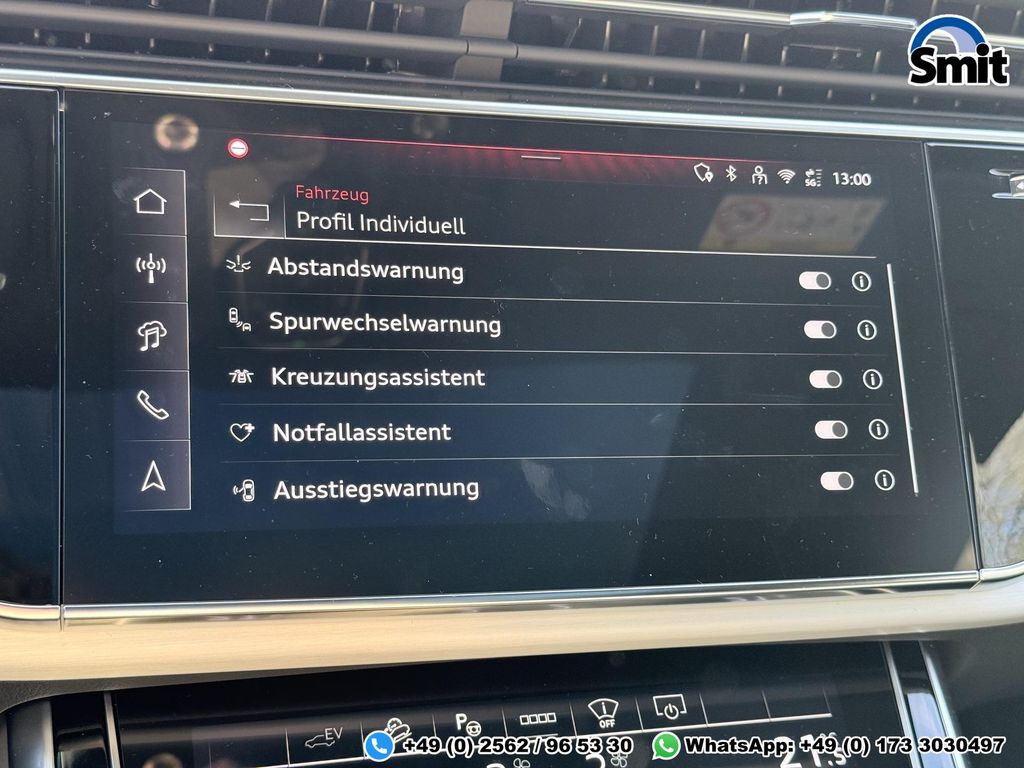 Smit
5G
13:00
Fahrzeug
Profil Individuell
Abstandswarnung
Spurwechselwarnung
Kreuzungsassistent
Notfallassistent
Ausstiegswarnung
EV
P
OFF
+49 (0) 2562 / 96 53 30
WhatsApp: +49 (0) 173 3030497